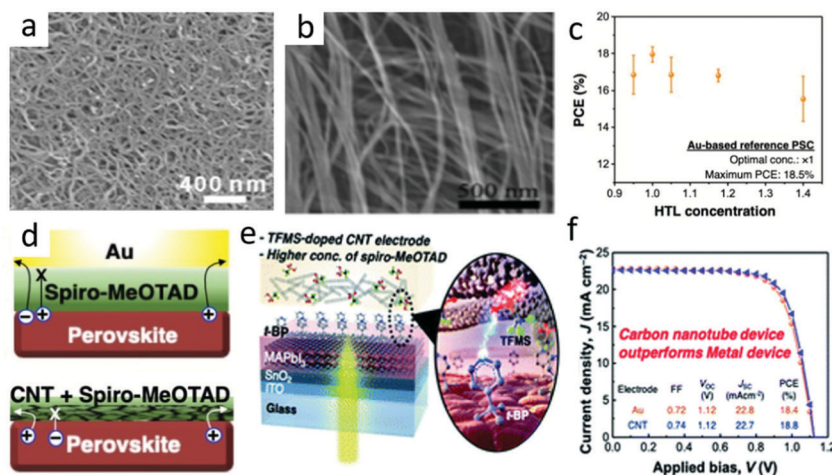 a
400 nm
b
500 nm
c
PCE (%)
18
16
14
12
0.9 1.0 1.1 1.2 1.3 1.4
HTL concentration
Au-based reference PSC
Optimal conc.: ×1
Maximum PCE: 18.5%
d
Au
x
Spiro-MeOTAD
− +
Perovskite
CNT + Spiro-MeOTAD
x
+ − +
Perovskite
e
- TFMS-doped CNT electrode
- Higher conc. of spiro-MeOTAD
t-BP
MAPbI3
SnO2
ITO
Glass
TFMS
t-BP
f
Current density, J (mA cm⁻²)
25
20
15
10
5
0
0.0 0.2 0.4 0.6 0.8 1.0 1.2
Applied bias, V (V)
Carbon nanotube device
outperforms Metal device
Electrode FF VOC (V) JSC (mAcm⁻²) PCE (%)
Au 0.72 1.12 22.8 18.4
CNT 0.74 1.12 22.7 18.8